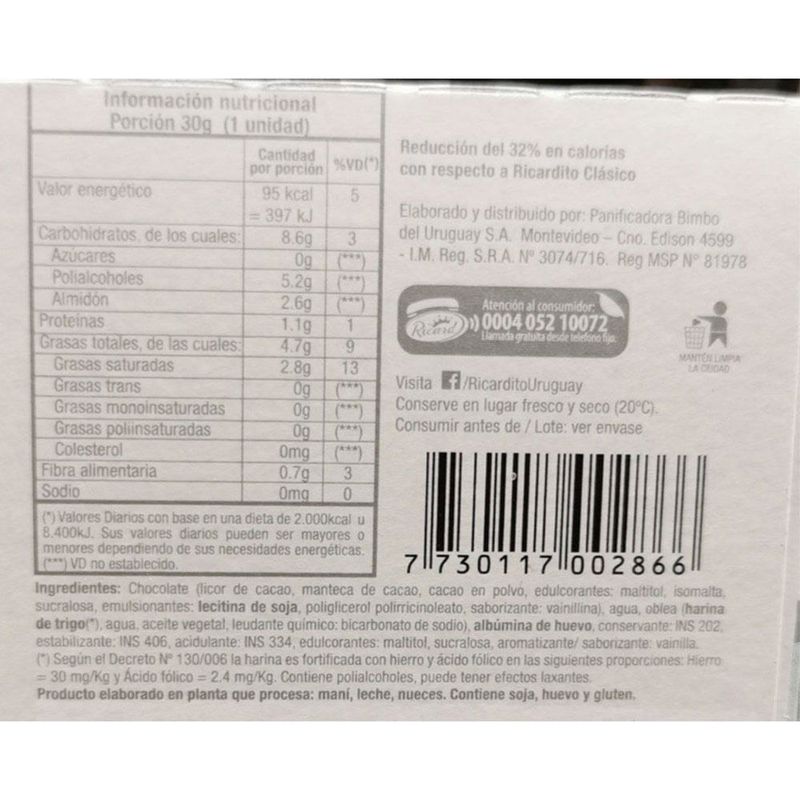 Información nutricional
Porción 30g (1 unidad)
Cantidad por porción %VD(*)
Valor energético 95 kcal = 397 kJ 5
Carbohidratos, de los cuales: 8.6g 3
Azúcares 0g (***)
Polialcoholes 5.2g (***)
Almidón 2.6g (***)
Proteínas 1.1g 1
Grasas totales, de las cuales: 4.7g 9
Grasas saturadas 2.8g 13
Grasas trans 0g (***)
Grasas monoinsaturadas 0g (***)
Grasas poliinsaturadas 0g (***)
Colesterol 0mg (***)
Fibra alimentaria 0.7g 3
Sodio 0mg 0
(*) Valores Diarios con base en una dieta de 2.000kcal u
8.400kJ. Sus valores diarios pueden ser mayores o
menores dependiendo de sus necesidades energéticas.
(***) VD no establecido.
Reducción del 32% en calorías
con respecto a Ricardito Clásico
Elaborado y distribuido por: Panificadora Bimbo
del Uruguay S.A. Montevideo – Cno. Edison 4599
- I.M. Reg. S.R.A. Nº 3074/716. Reg MSP Nº 81978
Ricard
Atención al consumidor:
0004 052 10072
Llamada gratuita desde teléfono fijo.
MANTÉN LIMPIA
LA CIUDAD
Visita f/RicarditoUruguay
Conserve en lugar fresco y seco (20°C).
Consumir antes de / Lote: ver envase
7 730117 002866
Ingredientes: Chocolate (licor de cacao, manteca de cacao, cacao en polvo, edulcorantes: maltitol, isomalta,
sucralosa, emulsionantes: lecitina de soja, poliglicerol polirricinoleato, saborizante: vainillina), agua, oblea (harina
de trigo(*), agua, aceite vegetal, leudante químico: bicarbonato de sodio), albúmina de huevo, conservante: INS 202,
estabilizante: INS 406, acidulante: INS 334, edulcorantes: maltitol, sucralosa, aromatizante/ saborizante: vainilla.
(*) Según el Decreto Nº 130/006 la harina es fortificada con hierro y ácido fólico en las siguientes proporciones: Hierro
= 30 mg/Kg y Ácido fólico = 2.4 mg/Kg. Contiene polialcoholes, puede tener efectos laxantes.
Producto elaborado en planta que procesa: maní, leche, nueces. Contiene soja, huevo y gluten.